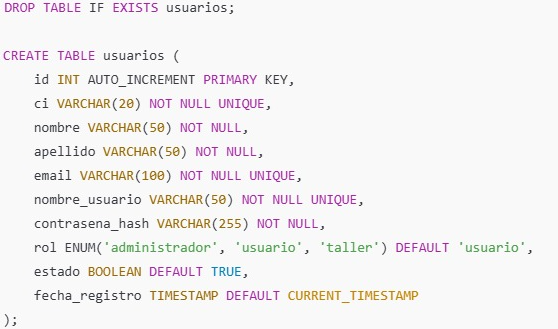 DROP TABLE IF EXISTS usuarios;
CREATE TABLE usuarios (
id INT AUTO_INCREMENT PRIMARY KEY,
ci VARCHAR(20) NOT NULL UNIQUE,
nombre VARCHAR(50) NOT NULL,
apellido VARCHAR(50) NOT NULL,
email VARCHAR(100) NOT NULL UNIQUE,
nombre_usuario VARCHAR(50) NOT NULL UNIQUE,
contrasena_hash VARCHAR(255) NOT NULL,
rol ENUM('administrador', 'usuario', 'taller') DEFAULT 'usuario',
estado BOOLEAN DEFAULT TRUE,
fecha_registro TIMESTAMP DEFAULT CURRENT_TIMESTAMP
);